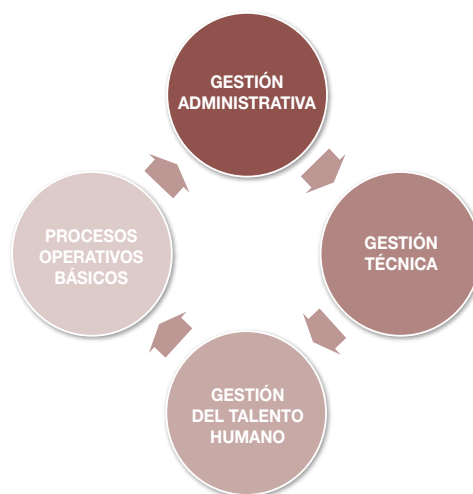 GESTIÓN
ADMINISTRATIVA
GESTIÓN
TÉCNICA
GESTIÓN
DEL TALENTO
HUMANO
PROCESOS
OPERATIVOS
BÁSICOS